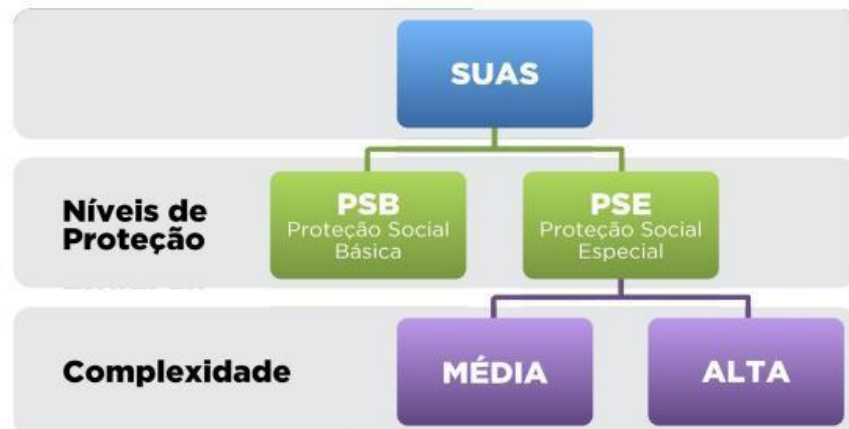 SUAS
Níveis de
Proteção
PSB
Proteção Social
Básica
PSE
Proteção Social
Especial
Complexidade
MÉDIA
ALTA